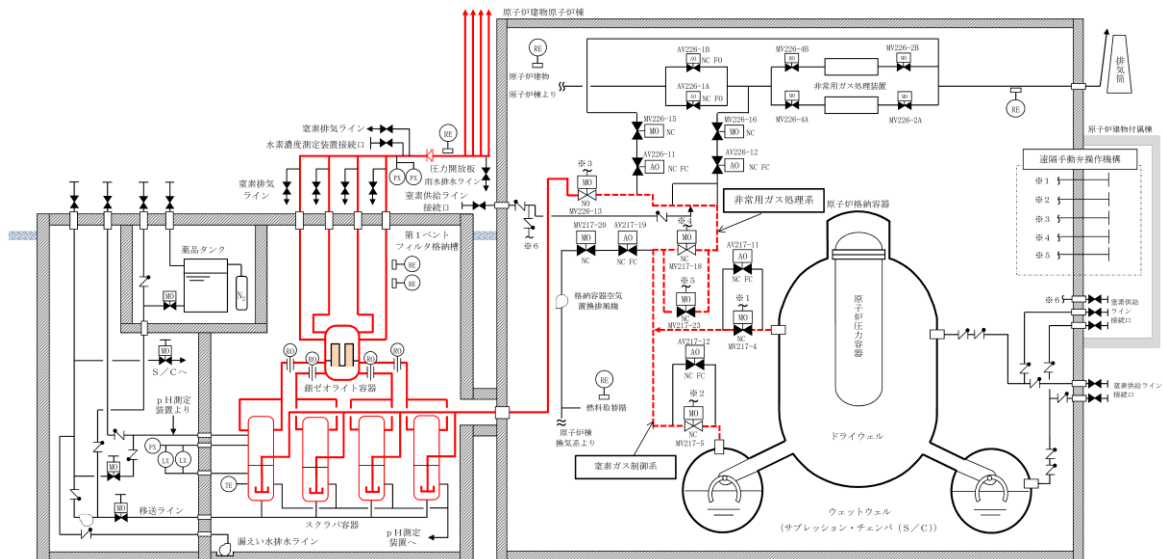 原子炉建物原子炉棟
RE
原子炉建物
原子炉棟より
AV226-1B
AO
NC FO
AV226-1A
AO
NC FO
MV226-4B
MO
MV226-2B
MO
非常用ガス処理装置
MO
MV226-4A
MO
MV226-2A
RE
排気筒
原子炉建物付属棟
遠隔手動弁操作機構
※1
※2
※3
※4
※5
MV226-15
MO
NC
MV226-16
MO
NC
AV226-11
AO
NC FC
AV226-12
AO
NC FC
窒素排気ライン
水素濃度測定装置接続口
RE
圧力開放板
雨水排水ライン
PX
PX
窒素排気
ライン
窒素供給ライン
接続口
※6
※3
MO
NO
MV226-13
非常用ガス処理系
原子炉格納容器
MV217-20
MO
NC
AV217-19
AO
NC FC
※4
MO
NC
MV217-18
AV217-11
AO
NC FC
※5
MO
NC
MV217-23
※1
MO
NC
MV217-4
格納容器空気
置換排風機
AV217-12
AO
NC FC
※2
MO
NC
MV217-5
RE
燃料取替階
原子炉棟
換気系より
窒素ガス制御系
原子炉圧力容器
ドライウェル
ウェットウェル
(サプレッション・チェンバ(S/C))
※6
窒素供給
ライン
接続口
窒素供給ライン
接続口
第1ベント
フィルタ格納槽
RE
RE
薬品タンク
MO
N2
MO
S/Cへ
pH測定
装置より
RO
RO
RO
RO
銀ゼオライト容器
PX
LX
LX
TE
MO
MO
移送ライン
スクラバ容器
pH測定
装置へ
漏えい水排水ライン